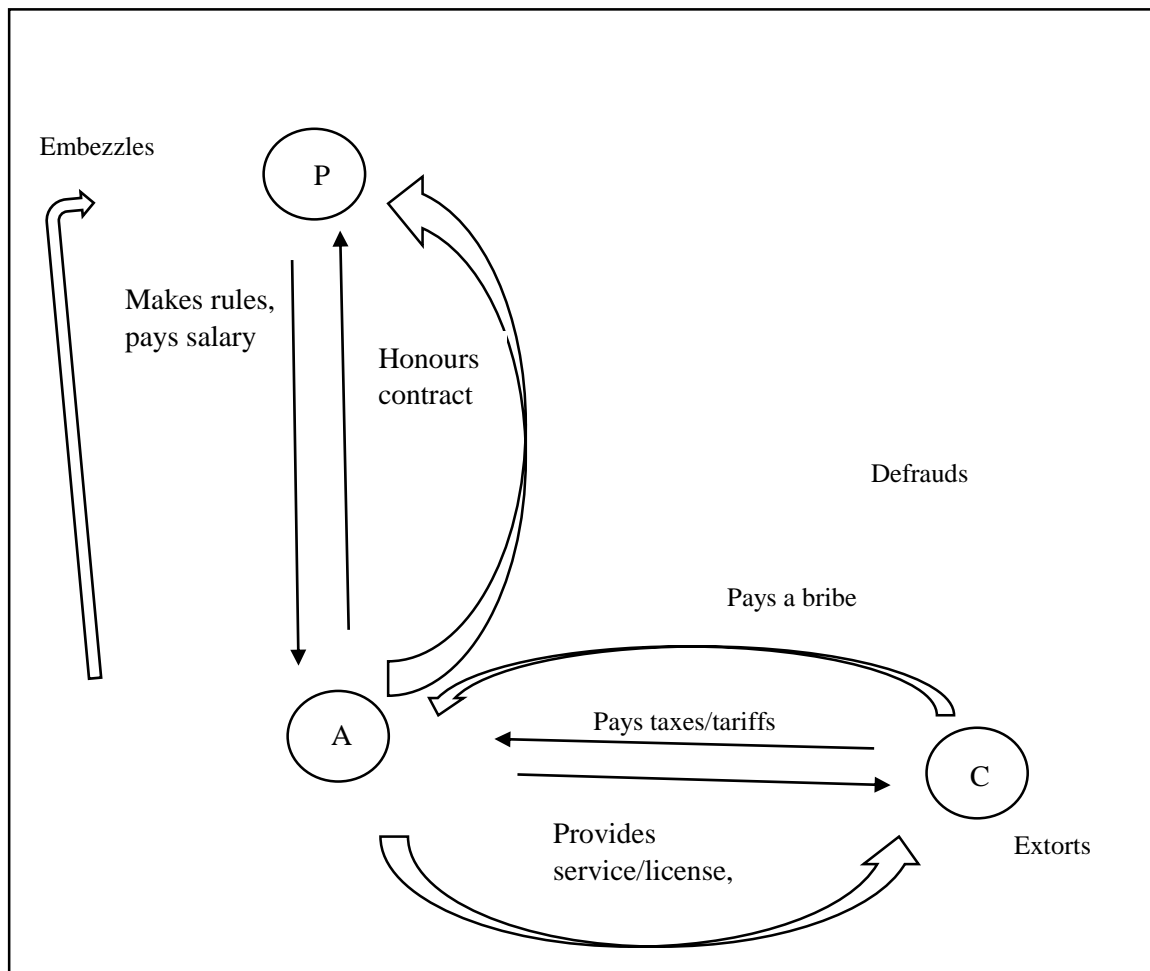 Embezzles
P
Makes rules,
pays salary
Honours
contract
Defrauds
Pays a bribe
Pays taxes/tariffs
A
C
Provides
service/license,
Extorts